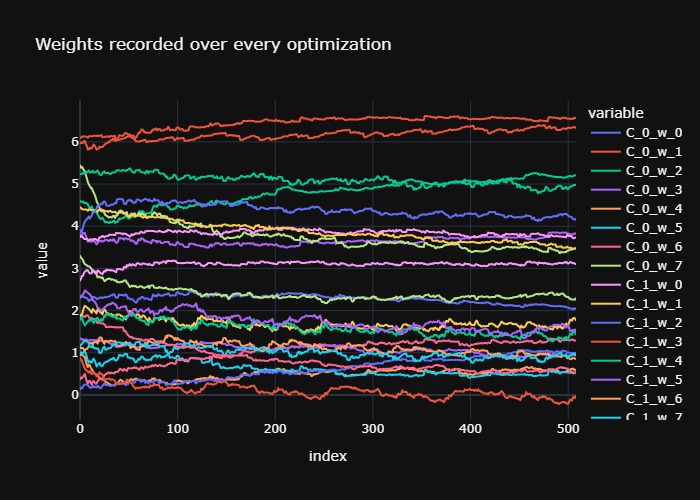 Weights recorded over every optimization
variable
C_0_w_0
C_0_w_1
C_0_w_2
C_0_w_3
C_0_w_4
C_0_w_5
C_0_w_6
C_0_w_7
C_1_w_0
C_1_w_1
C_1_w_2
C_1_w_3
C_1_w_4
C_1_w_5
C_1_w_6
C_1_w_7
value
6
5
4
3
2
1
0
0 100 200 300 400 500
index